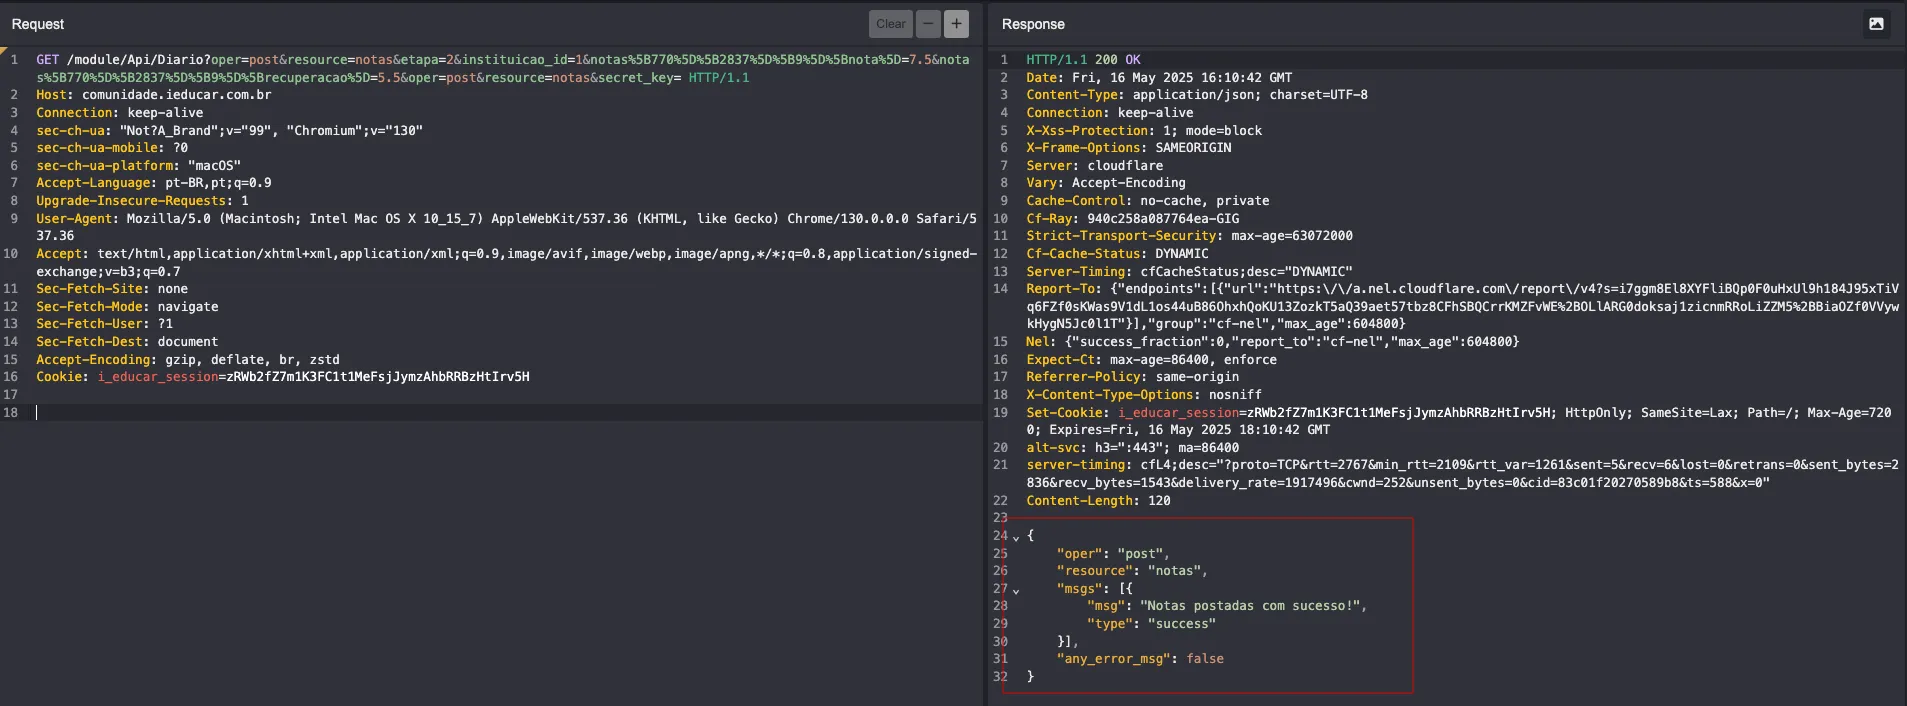 Request
Clear
1 GET /module/Api/Diario?oper=post&resource=notas&etapa=2&instituicao_id=1&notas%5B770%5D%5B2837%5D%5B9%5D%5Bnota%5D=7.5&nota
s%5B770%5D%5B2837%5D%5B9%5D%5Brecuperacao%5D=5.5&oper=post&resource=notas&secret_key= HTTP/1.1
2 Host: comunidade.ieducar.com.br
3 Connection: keep-alive
4 sec-ch-ua: "Not?A_Brand";v="99", "Chromium";v="130"
5 sec-ch-ua-mobile: ?0
6 sec-ch-ua-platform: "macOS"
7 Accept-Language: pt-BR,pt;q=0.9
8 Upgrade-Insecure-Requests: 1
9 User-Agent: Mozilla/5.0 (Macintosh; Intel Mac OS X 10_15_7) AppleWebKit/537.36 (KHTML, like Gecko) Chrome/130.0.0.0 Safari/5
37.36
10 Accept: text/html,application/xhtml+xml,application/xml;q=0.9,image/avif,image/webp,image/apng,*/*;q=0.8,application/signed-
exchange;v=b3;q=0.7
11 Sec-Fetch-Site: none
12 Sec-Fetch-Mode: navigate
13 Sec-Fetch-User: ?1
14 Sec-Fetch-Dest: document
15 Accept-Encoding: gzip, deflate, br, zstd
16 Cookie: i_educar_session=zRWb2fZ7m1K3FC1t1MeFsjJymzAhbRRBzHtIrv5H
17
18
Response
1 HTTP/1.1 200 OK
2 Date: Fri, 16 May 2025 16:10:42 GMT
3 Content-Type: application/json; charset=UTF-8
4 Connection: keep-alive
5 X-Xss-Protection: 1; mode=block
6 X-Frame-Options: SAMEORIGIN
7 Server: cloudflare
8 Vary: Accept-Encoding
9 Cache-Control: no-cache, private
10 Cf-Ray: 940c258a087764ea-GIG
11 Strict-Transport-Security: max-age=63072000
12 Cf-Cache-Status: DYNAMIC
13 Server-Timing: cfCacheStatus;desc="DYNAMIC"
14 Report-To: {"endpoints":[{"url":"https:\/\/a.nel.cloudflare.com\/report\/v4?s=i7ggm8El8XYFliBQp0F0uHxUl9h184J95xTiV
q6FZf0sKWas9V1dL1os44uB86OhxhQoKU13ZozkT5aQ39aet57tbz8CFhSBQCrrKMZFvWE%2BOLlARG0doksaj1zicnmRRoLiZZM5%2BBiaOZf0VVyw
kHygN5Jc0l1T"}],"group":"cf-nel","max_age":604800}
15 Nel: {"success_fraction":0,"report_to":"cf-nel","max_age":604800}
16 Expect-Ct: max-age=86400, enforce
17 Referrer-Policy: same-origin
18 X-Content-Type-Options: nosniff
19 Set-Cookie: i_educar_session=zRWb2fZ7m1K3FC1t1MeFsjJymzAhbRRBzHtIrv5H; HttpOnly; SameSite=Lax; Path=/; Max-Age=720
0; Expires=Fri, 16 May 2025 18:10:42 GMT
20 alt-svc: h3=":443"; ma=86400
21 server-timing: cfL4;desc="?proto=TCP&rtt=2767&min_rtt=2109&rtt_var=1261&sent=5&recv=6&lost=0&retrans=0&sent_bytes=2
836&recv_bytes=1543&delivery_rate=1917496&cwnd=252&unsent_bytes=0&cid=83c01f20270589b8&ts=588&x=0"
22 Content-Length: 120
23
24 {
25 "oper": "post",
26 "resource": "notas",
27 "msgs": [{
28 "msg": "Notas postadas com sucesso!",
29 "type": "success"
30 }],
31 "any_error_msg": false
32 }